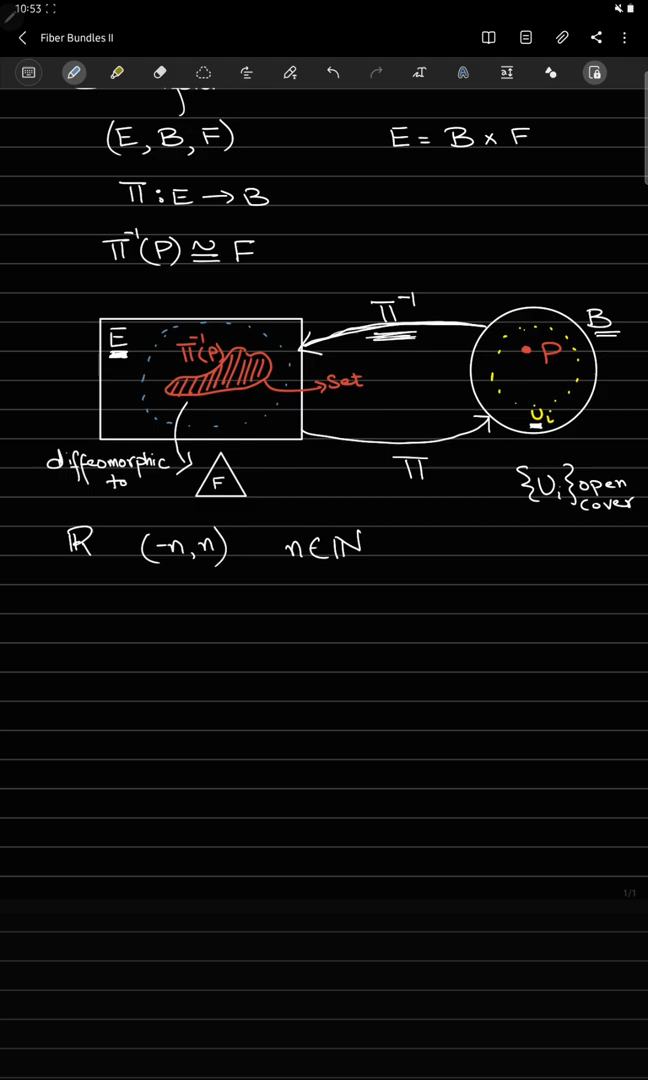 10:53
Fiber Bundles II
(E, B, F) E = B × F
π : E → B
π⁻¹(P) ≅ F
π⁻¹
B
E
π⁻¹(P)
P
Set
Ui
diffeomorphic
to
F
π
{Ui} open
cover
ℝ (-n, n) n ∈ ℕ
1/1